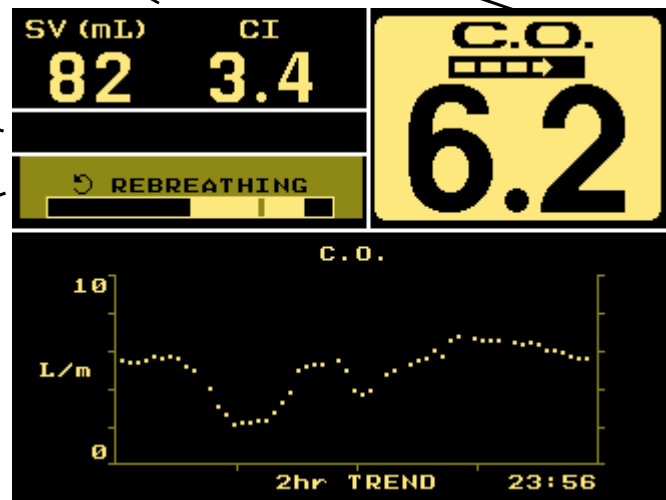 SV (mL) CI
82 3.4
C.O.
6.2
REBREATHING
C.O.
10
L/m
0
2hr TREND 23:56